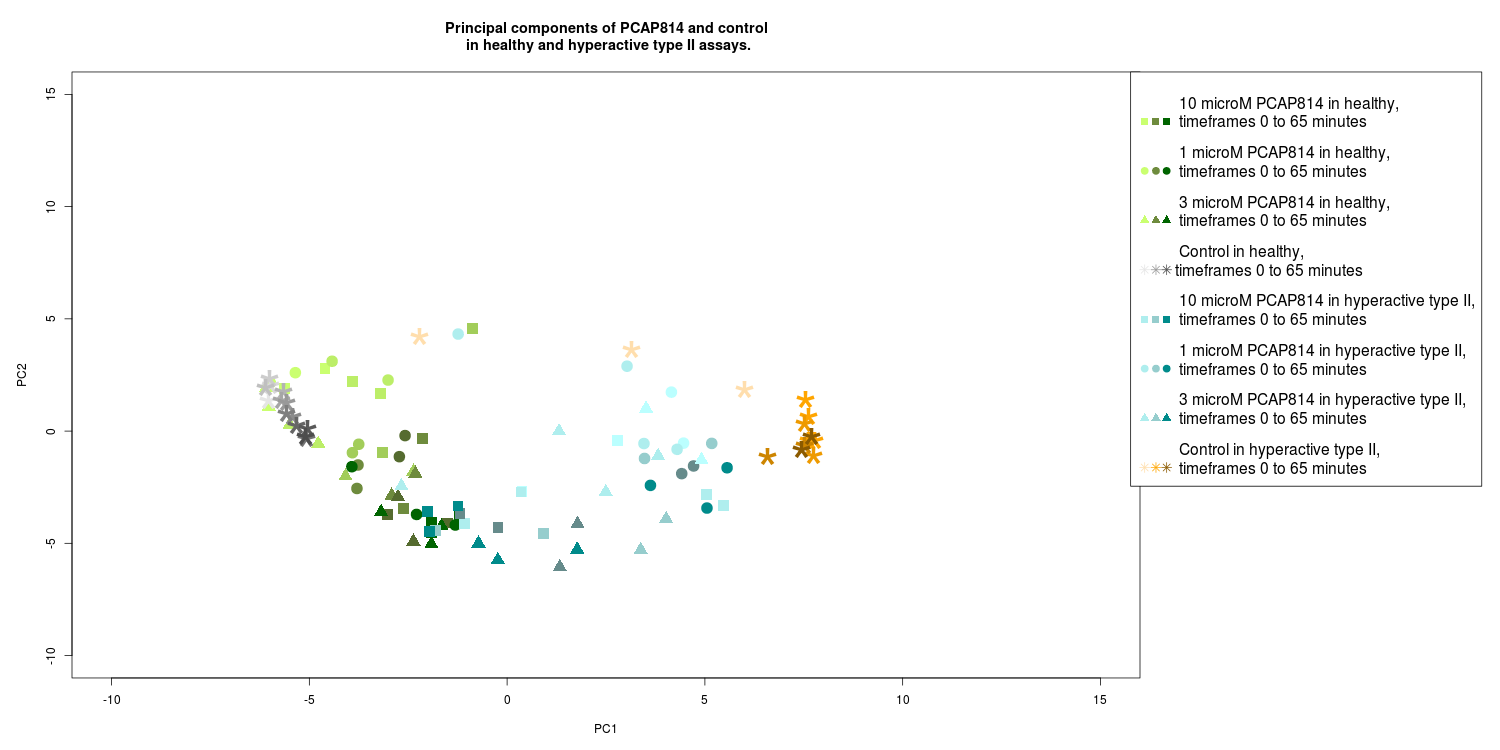 Principal components of PCAP814 and control
in healthy and hyperactive type II assays.
15
10
5
0
-5
-10
PC2
-10
-5
0
5
10
15
PC1
10 microM PCAP814 in healthy,
timeframes 0 to 65 minutes
1 microM PCAP814 in healthy,
timeframes 0 to 65 minutes
3 microM PCAP814 in healthy,
timeframes 0 to 65 minutes
Control in healthy,
timeframes 0 to 65 minutes
10 microM PCAP814 in hyperactive type II,
timeframes 0 to 65 minutes
1 microM PCAP814 in hyperactive type II,
timeframes 0 to 65 minutes
3 microM PCAP814 in hyperactive type II,
timeframes 0 to 65 minutes
Control in hyperactive type II,
timeframes 0 to 65 minutes